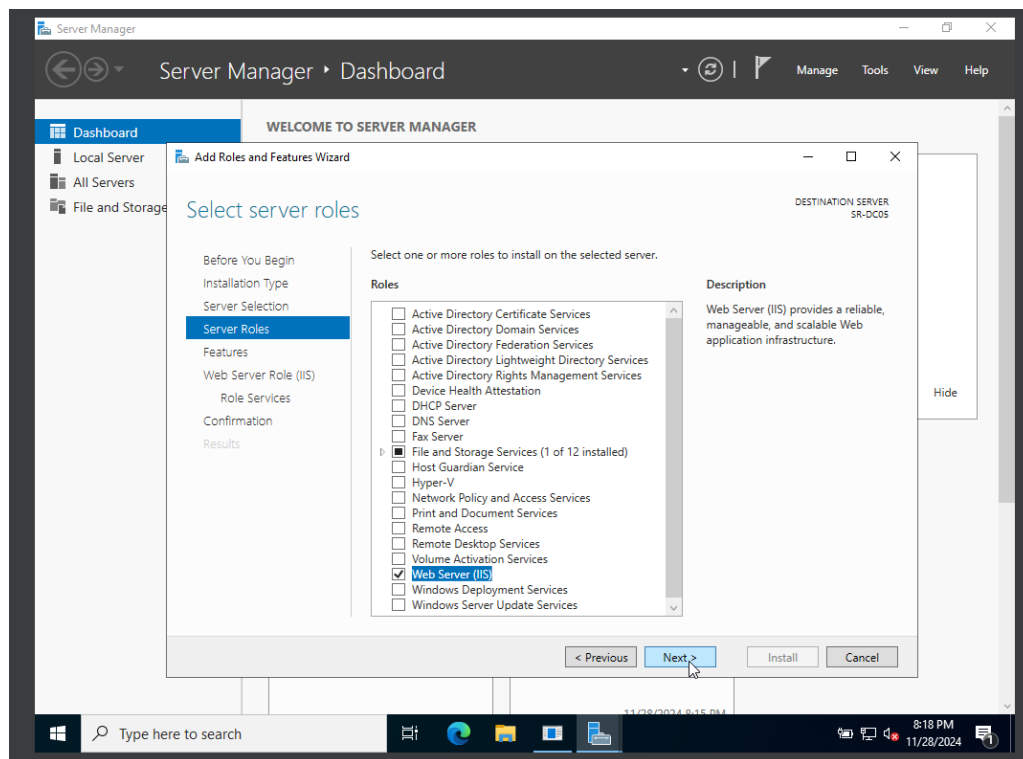 Server Manager
Server Manager • Dashboard
Manage Tools View Help
Dashboard
Local Server
All Servers
File and Storage
WELCOME TO SERVER MANAGER
Add Roles and Features Wizard
Select server roles
DESTINATION SERVER
SR-DC05
Before You Begin
Installation Type
Server Selection
Server Roles
Features
Web Server Role (IIS)
Role Services
Confirmation
Results
Select one or more roles to install on the selected server.
Roles
Active Directory Certificate Services
Active Directory Domain Services
Active Directory Federation Services
Active Directory Lightweight Directory Services
Active Directory Rights Management Services
Device Health Attestation
DHCP Server
DNS Server
Fax Server
File and Storage Services (1 of 12 installed)
Host Guardian Service
Hyper-V
Network Policy and Access Services
Print and Document Services
Remote Access
Remote Desktop Services
Volume Activation Services
Web Server (IIS)
Windows Deployment Services
Windows Server Update Services
Description
Web Server (IIS) provides a reliable,
manageable, and scalable Web
application infrastructure.
Hide
< Previous
Next >
Install
Cancel
11/28/2024 8:15 PM
Type here to search
8:18 PM
11/28/2024
1